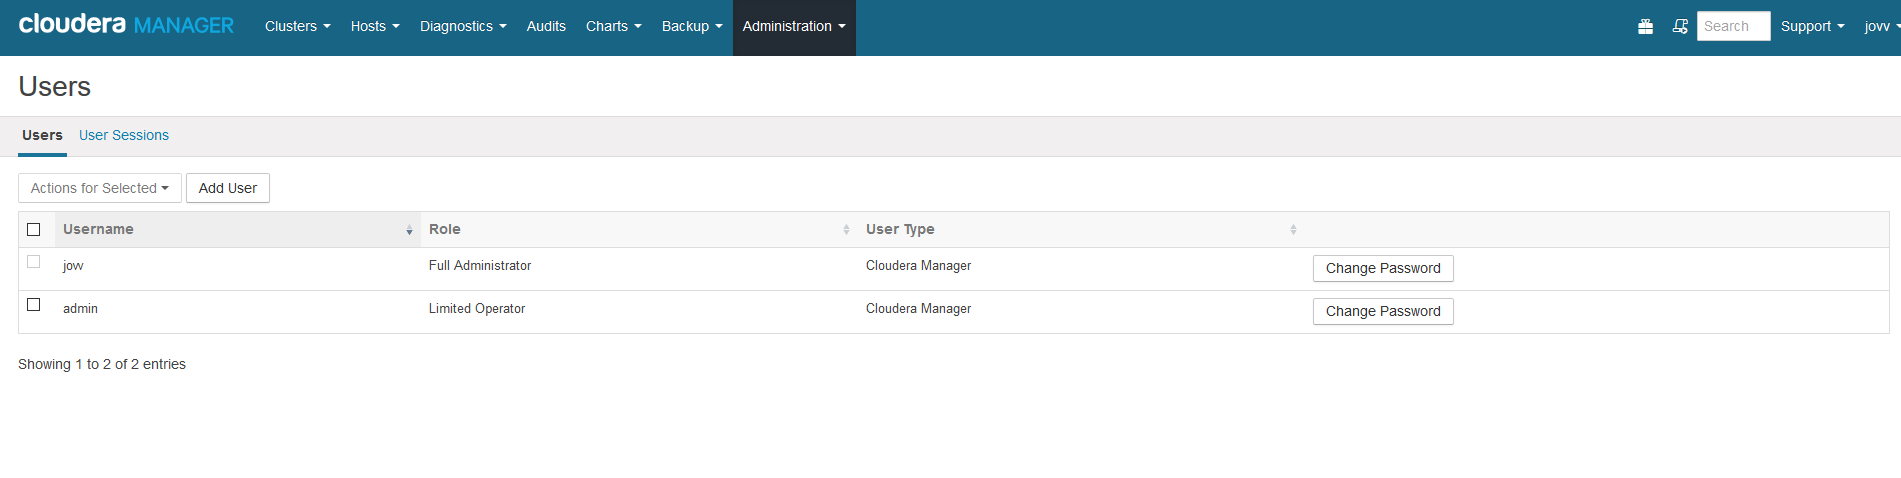 cloudera MANAGER Clusters Hosts Diagnostics Audits Charts Backup Administration Search Support jovv
Users
Users User Sessions
Actions for Selected Add User
Username Role User Type
jovv Full Administrator Cloudera Manager Change Password
admin Limited Operator Cloudera Manager Change Password
Showing 1 to 2 of 2 entries